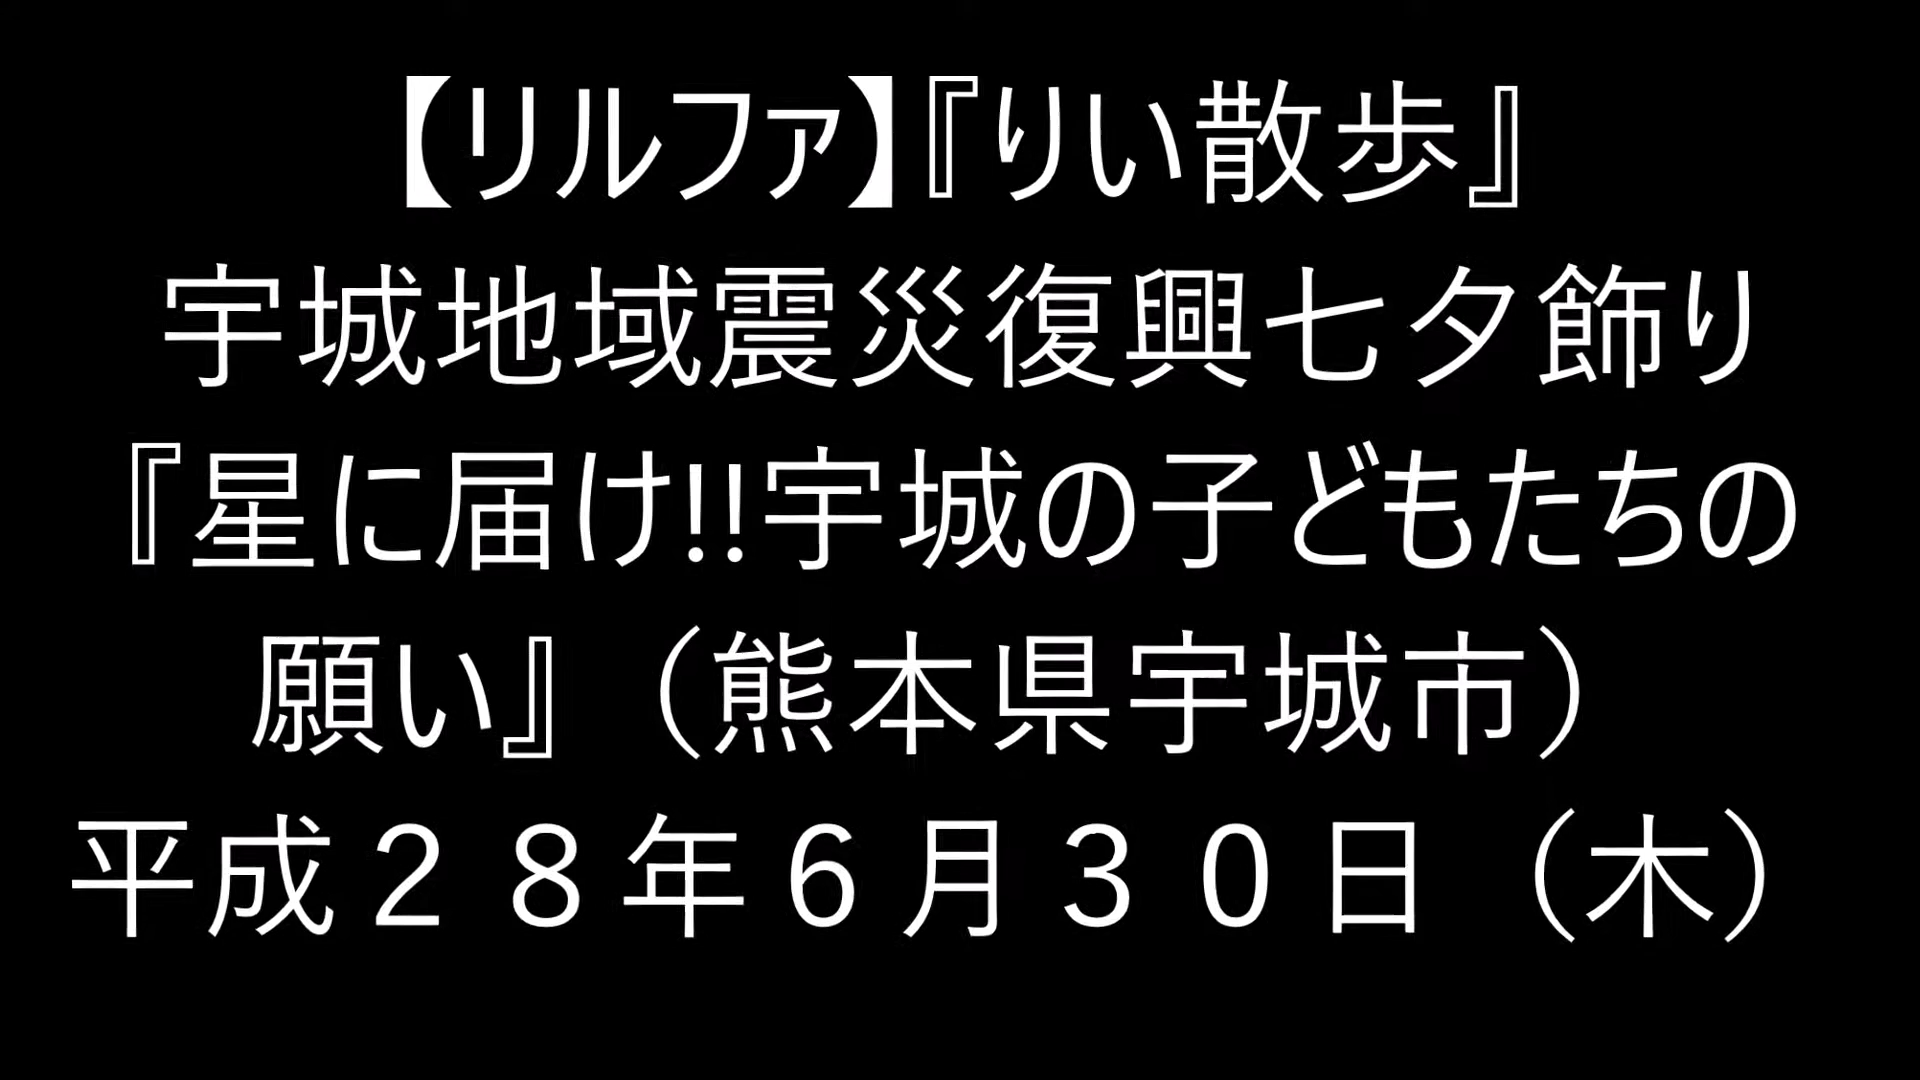 【リルファ】『りい散歩』
宇城地域震災復興七夕飾り
『星に届け!!宇城の子どもたちの
願い』（熊本県宇城市）
平成２８年６月３０日（木）